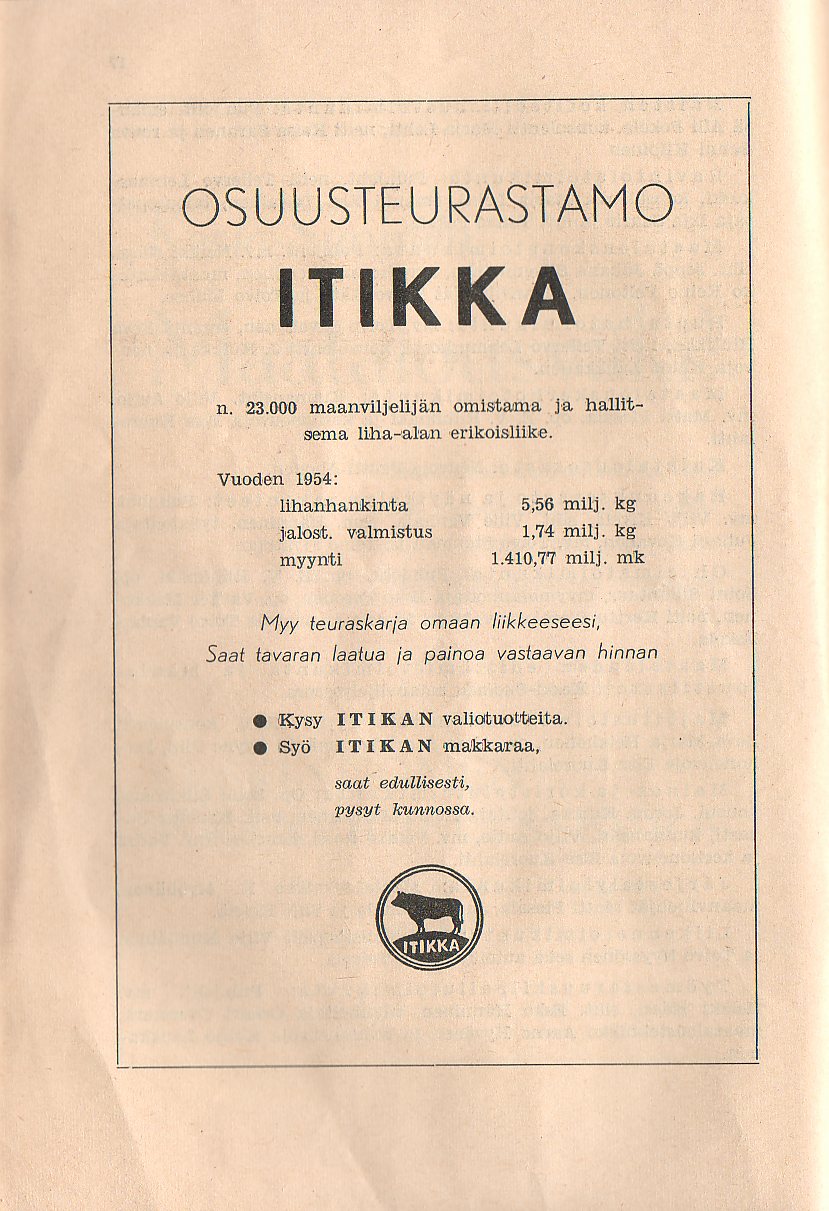 OSUUSTEURASTAMO
ITIKKA
n. 23.000 maanviljelijän omistama ja hallit-
sema liha-alan erikoisliike.
Vuoden 1954:
lihanhankinta 5,56 milj. kg
jalost. valmistus 1,74 milj. kg
myynti 1.410,77 milj. mk
Myy teuraskarja omaan liikkeeseesi,
Saat tavaran laatua ja painoa vastaavan hinnan
● Kysy ITIKAN valiotuotteita.
● Syö ITIKAN makkaraa,
saat edullisesti,
pysyt kunnossa.
ITIKKA